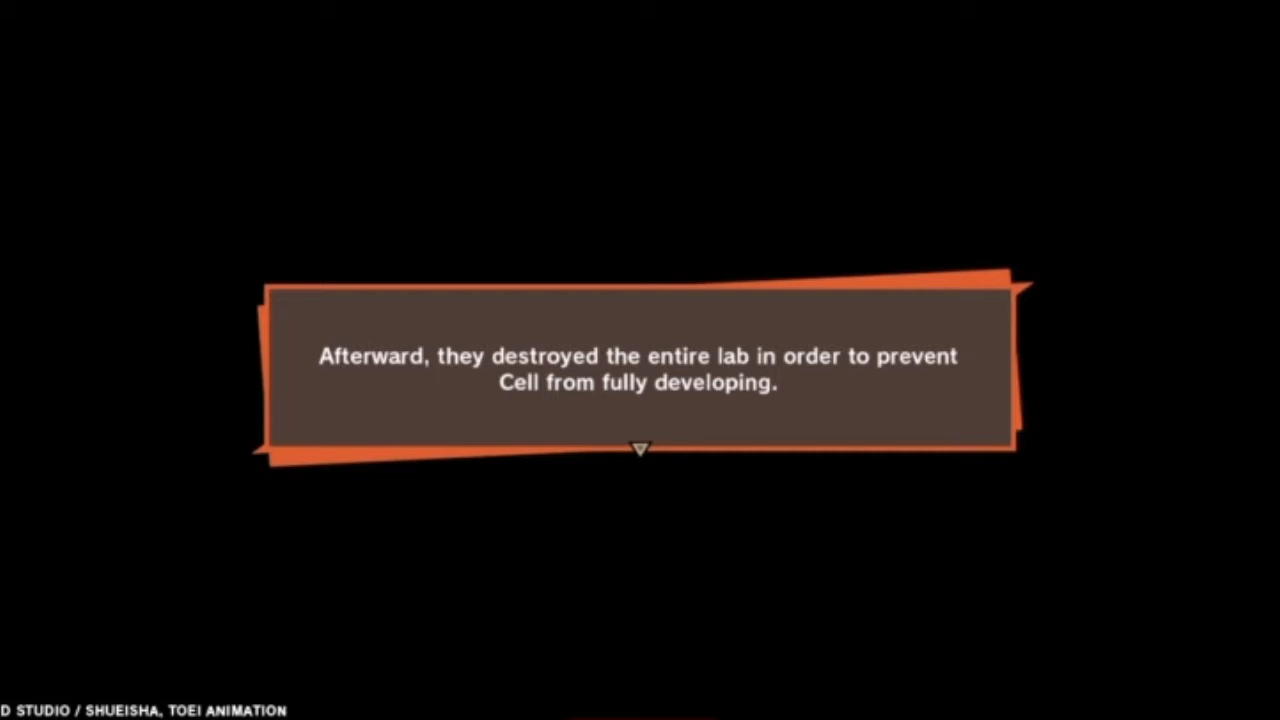 Afterward, they destroyed the entire lab in order to prevent
Cell from fully developing.
D STUDIO / SHUEISHA, TOEI ANIMATION